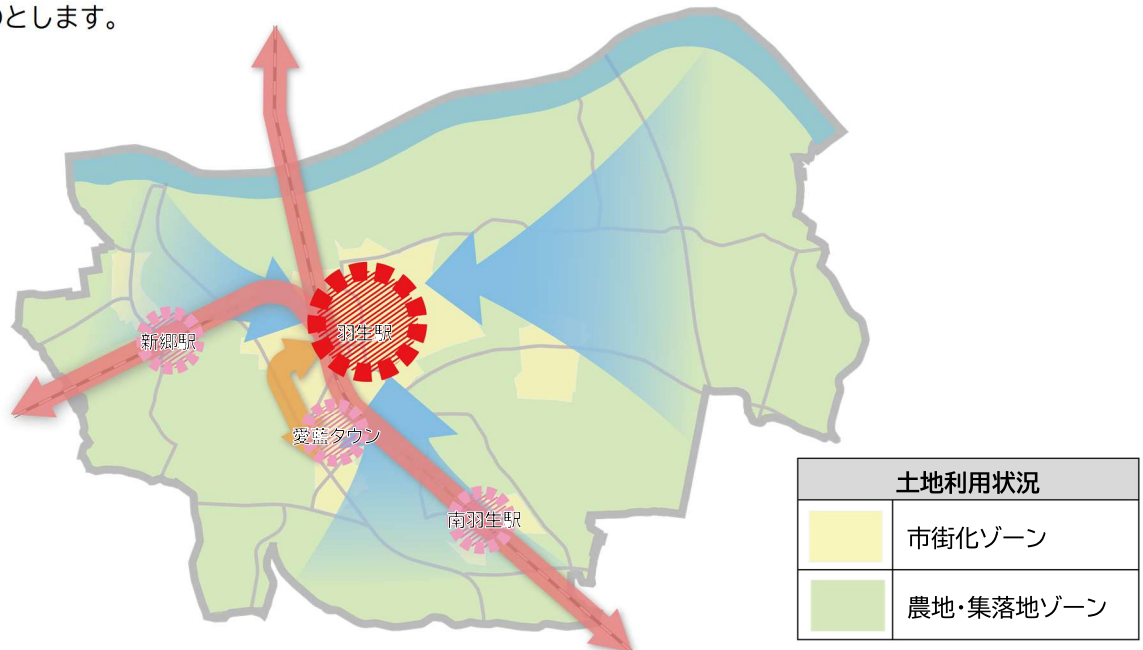 とします。
羽生駅
新郷駅
愛藍タウン
南羽生駅
土地利用状況
市街化ゾーン
農地・集落地ゾーン